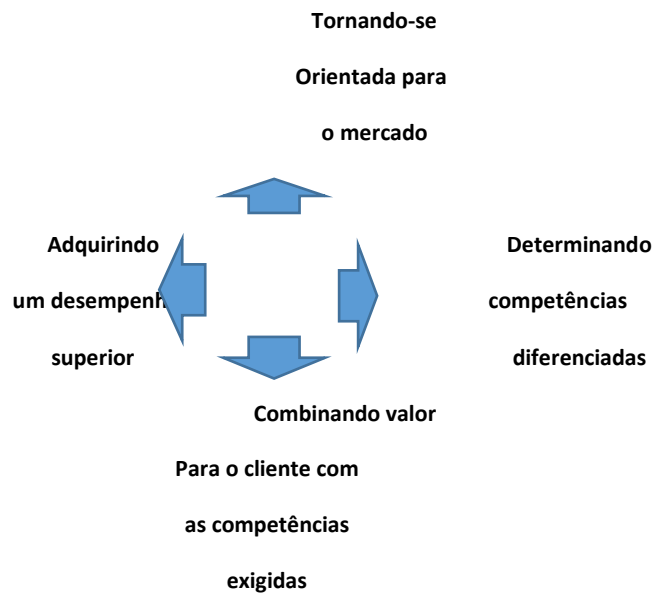 Tornando-se
Orientada para
o mercado
Adquirindo
um desempenh
superior
Determinando
competências
diferenciadas
Combinando valor
Para o cliente com
as competências
exigidas